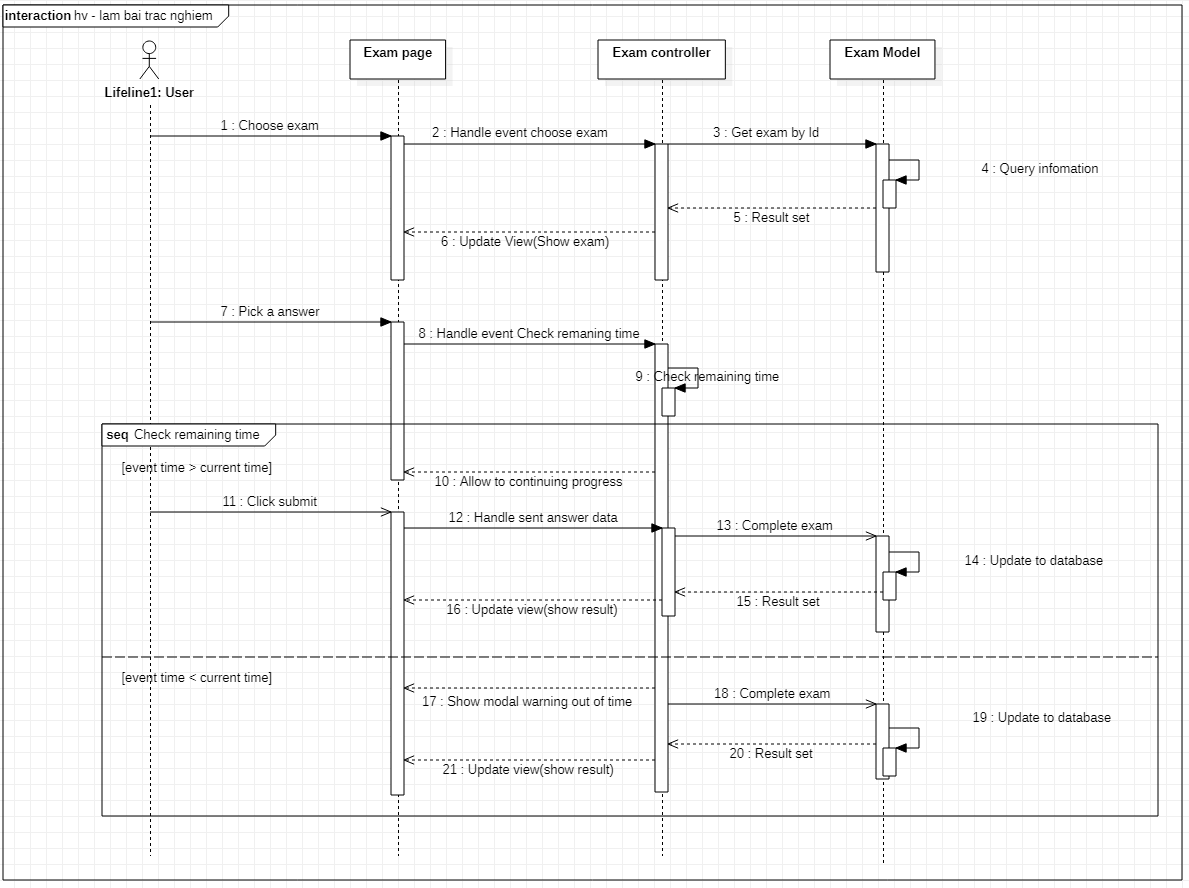 interaction hv - lam bai trac nghiem
Exam page
Exam controller
Exam Model
Lifeline1: User
1 : Choose exam
2 : Handle event choose exam
3 : Get exam by Id
4 : Query infomation
5 : Result set
6 : Update View(Show exam)
7 : Pick a answer
8 : Handle event Check remaning time
9 : Check remaining time
seq Check remaining time
[event time > current time]
10 : Allow to continuing progress
11 : Click submit
12 : Handle sent answer data
13 : Complete exam
14 : Update to database
15 : Result set
16 : Update view(show result)
[event time < current time]
17 : Show modal warning out of time
18 : Complete exam
19 : Update to database
20 : Result set
21 : Update view(show result)